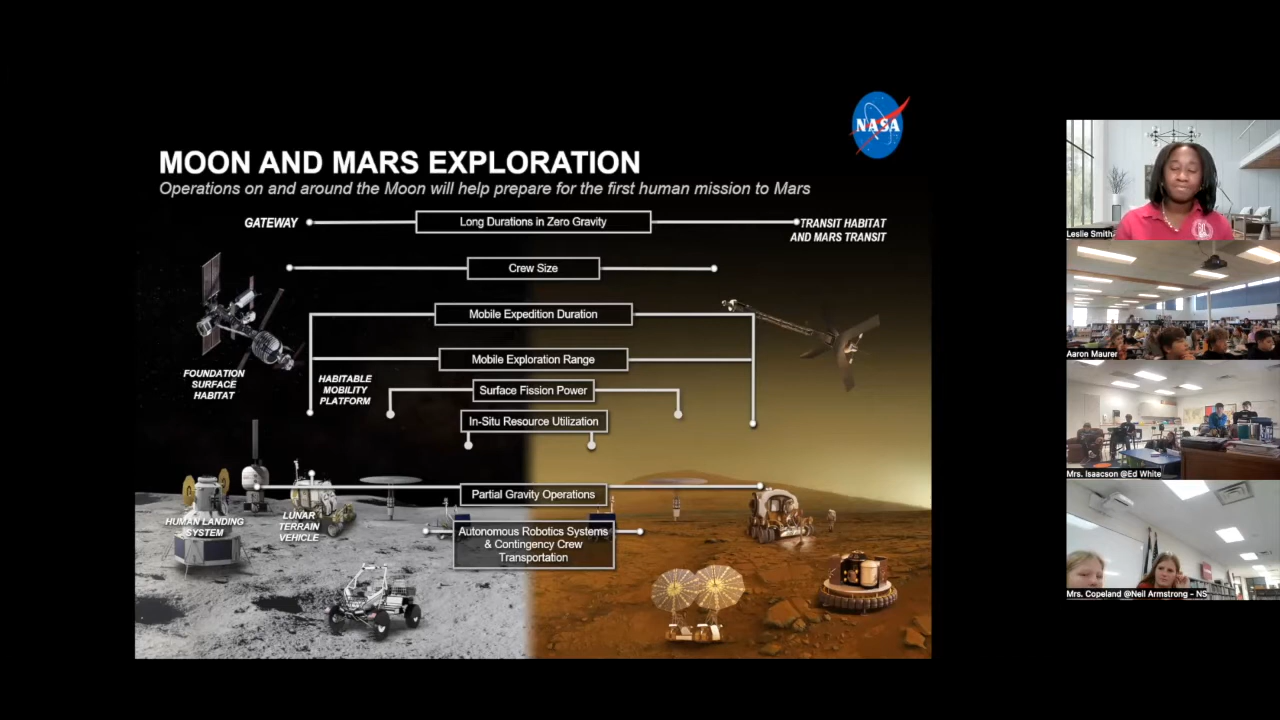 NASA
MOON AND MARS EXPLORATION
Operations on and around the Moon will help prepare for the first human mission to Mars
GATEWAY
Long Durations in Zero Gravity
TRANSIT HABITAT
AND MARS TRANSIT
Crew Size
Mobile Expedition Duration
Mobile Exploration Range
FOUNDATION
SURFACE
HABITAT
HABITABLE
MOBILITY
PLATFORM
Surface Fission Power
In-Situ Resource Utilization
Partial Gravity Operations
HUMAN LANDING
SYSTEM
LUNAR
TERRAIN
VEHICLE
Autonomous Robotics Systems
& Contingency Crew
Transportation
Leslie Smith
Aaron Maurer
Mrs. Isaacson @Ed White
Mrs. Copeland @Neil Armstrong - NS